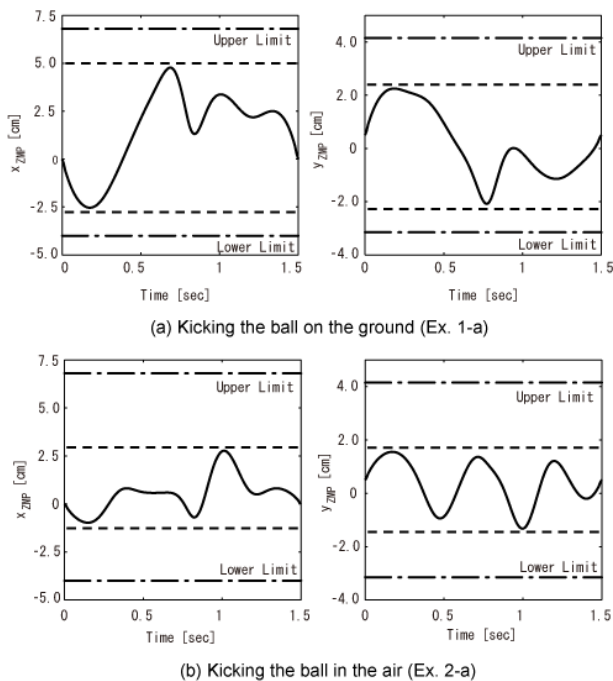 7.5
5.0
2.5
0
-2.5
-5.0
x ZMP [cm]
Upper Limit
Lower Limit
0 0.5 1 1.5
Time [sec]
4.0
2.0
0
-2.0
-4.0
y ZMP [cm]
Upper Limit
Lower Limit
0 0.5 1 1.5
Time [sec]
(a) Kicking the ball on the ground (Ex. 1-a)
7.5
5.0
2.5
0
-2.5
5.0
x ZMP [cm]
Upper Limit
Lower Limit
0 0.5 1 1.5
Time [sec]
4.0
2.0
0
-2.0
-4.0
y ZMP [cm]
Upper Limit
Lower Limit
0 0.5 1 1.5
Time [sec]
(b) Kicking the ball in the air (Ex. 2-a)